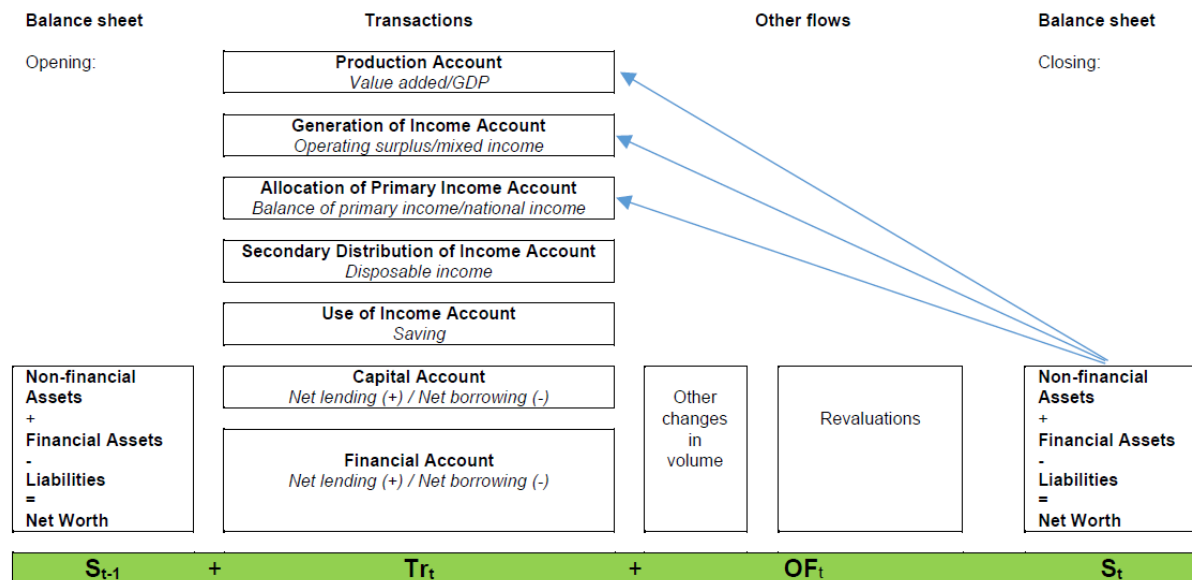 Balance sheet
Transactions
Other flows
Balance sheet
Opening:
Closing:
Production Account
Value added/GDP
Generation of Income Account
Operating surplus/mixed income
Allocation of Primary Income Account
Balance of primary income/national income
Secondary Distribution of Income Account
Disposable income
Use of Income Account
Saving
Non-financial
Assets
+
Financial Assets
-
Liabilities
=
Net Worth
Capital Account
Net lending (+) / Net borrowing (-)
Financial Account
Net lending (+) / Net borrowing (-)
Other
changes
in
volume
Revaluations
Non-financial
Assets
+
Financial Assets
-
Liabilities
=
Net Worth
St-1 + Trt + OFt St